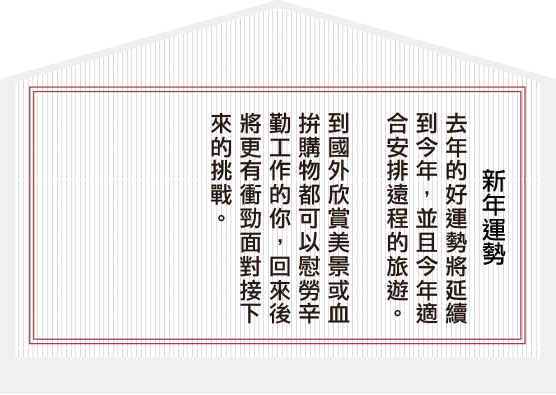 新年運勢
去年的好運勢將延續
到今年，並且今年適
合安排遠程的旅遊。
到國外欣賞美景或血
拚購物都可以慰勞辛
勤工作的你，回來後
將更有衝勁面對接下
來的挑戰。